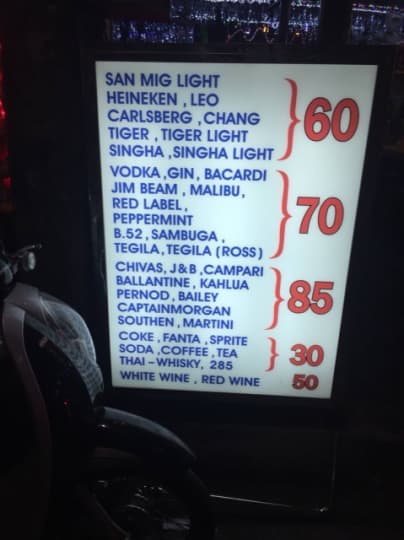 SAN MIG LIGHT
HEINEKEN , LEO
CARLSBERG , CHANG
TIGER , TIGER LIGHT
SINGHA , SINGHA LIGHT
60
VODKA , GIN , BACARDI
JIM BEAM , MALIBU ,
RED LABEL ,
PEPPERMINT
B.52 , SAMBUGA ,
TEGILA , TEGILA ( ROSS )
70
CHIVAS, J & B , CAMPARI
BALLANTINE , KAHLUA
PERNOD , BAILEY
CAPTAINMORGAN
SOUTHEN , MARTINI
85
COKE , FANTA , SPRITE
SODA , COFFEE , TEA
THAI – WHISKY, 285
30
WHITE WINE , RED WINE 50